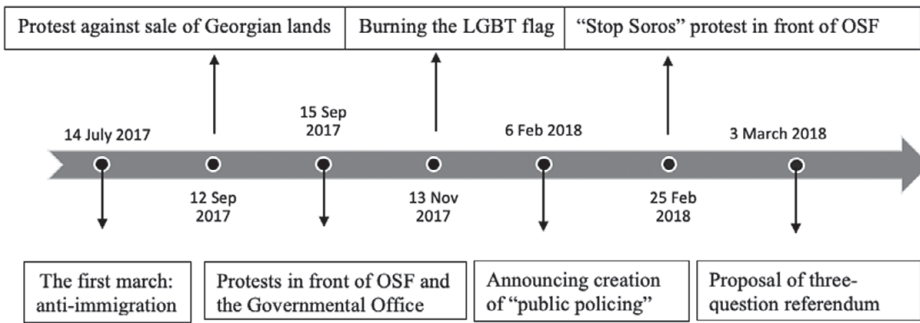 Protest against sale of Georgian lands
Burning the LGBT flag
“Stop Soros” protest in front of OSF
14 July 2017
15 Sep
2017
6 Feb 2018
3 March 2018
12 Sep
2017
13 Nov
2017
25 Feb
2018
The first march:
anti-immigration
Protests in front of OSF and
the Governmental Office
Announcing creation
of “public policing”
Proposal of three-
question referendum